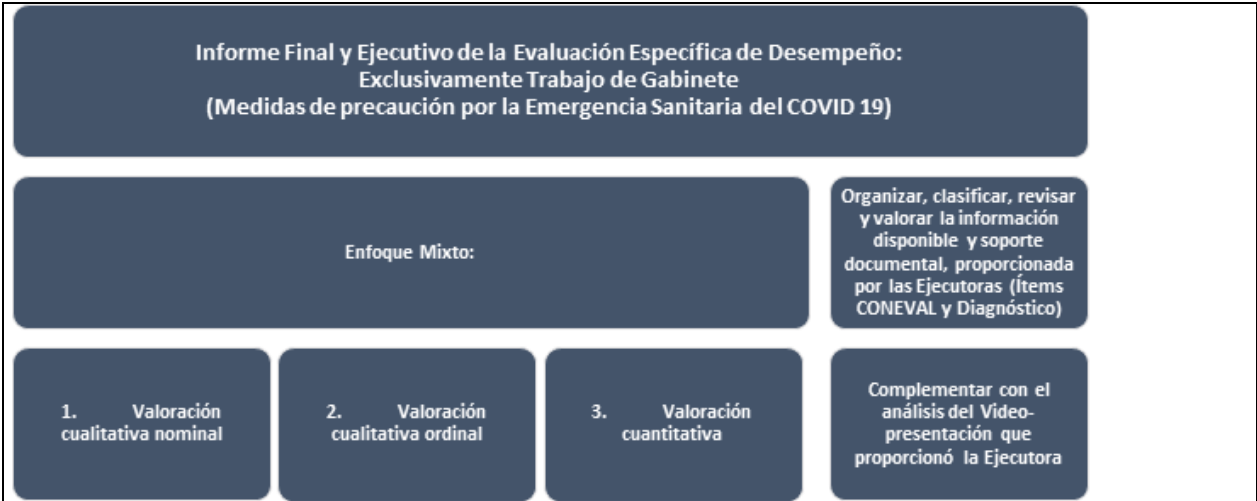 Informe Final y Ejecutivo de la Evaluación Específica de Desempeño:
Exclusivamente Trabajo de Gabinete
(Medidas de precaución por la Emergencia Sanitaria del COVID 19)
Enfoque Mixto:
Organizar, clasificar, revisar
y valorar la información
disponible y soporte
documental, proporcionada
por las Ejecutoras (Ítems
CONEVAL y Diagnóstico)
1. Valoración
cualitativa nominal
2. Valoración
cualitativa ordinal
3. Valoración
cuantitativa
Complementar con el
análisis del Video-
presentación que
proporcionó la Ejecutora